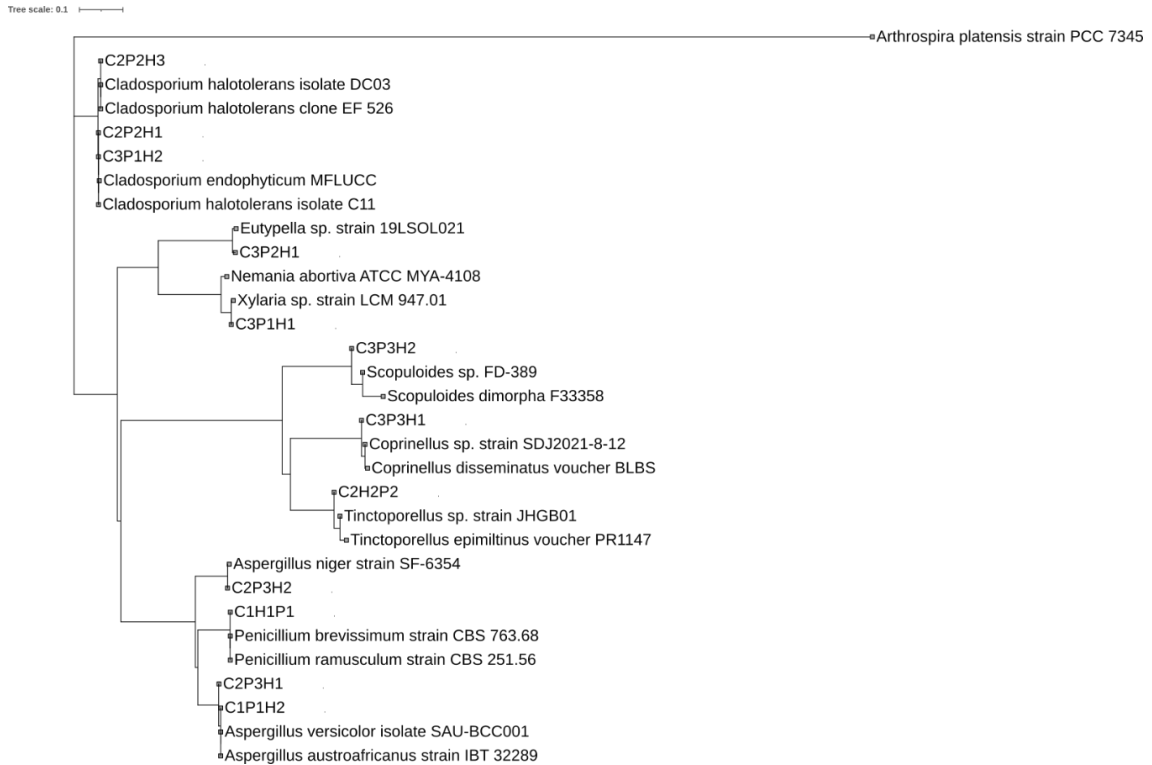 Tree scale: 0.1
Arthrospira platensis strain PCC 7345
C2P2H3
Cladosporium halotolerans isolate DC03
Cladosporium halotolerans clone EF 526
C2P2H1
C3P1H2
Cladosporium endophyticum MFLUCC
Cladosporium halotolerans isolate C11
Eutypella sp. strain 19LSOL021
C3P2H1
Nemania abortiva ATCC MYA-4108
Xylaria sp. strain LCM 947.01
C3P1H1
C3P3H2
Scopuloides sp. FD-389
Scopuloides dimorpha F33358
C3P3H1
Coprinellus sp. strain SDJ2021-8-12
Coprinellus disseminatus voucher BLBS
C2H2P2
Tinctoporellus sp. strain JHGB01
Tinctoporellus epimiltinus voucher PR1147
Aspergillus niger strain SF-6354
C2P3H2
C1H1P1
Penicillium brevissimum strain CBS 763.68
Penicillium ramusculum strain CBS 251.56
C2P3H1
C1P1H2
Aspergillus versicolor isolate SAU-BCC001
Aspergillus austroafricanus strain IBT 32289